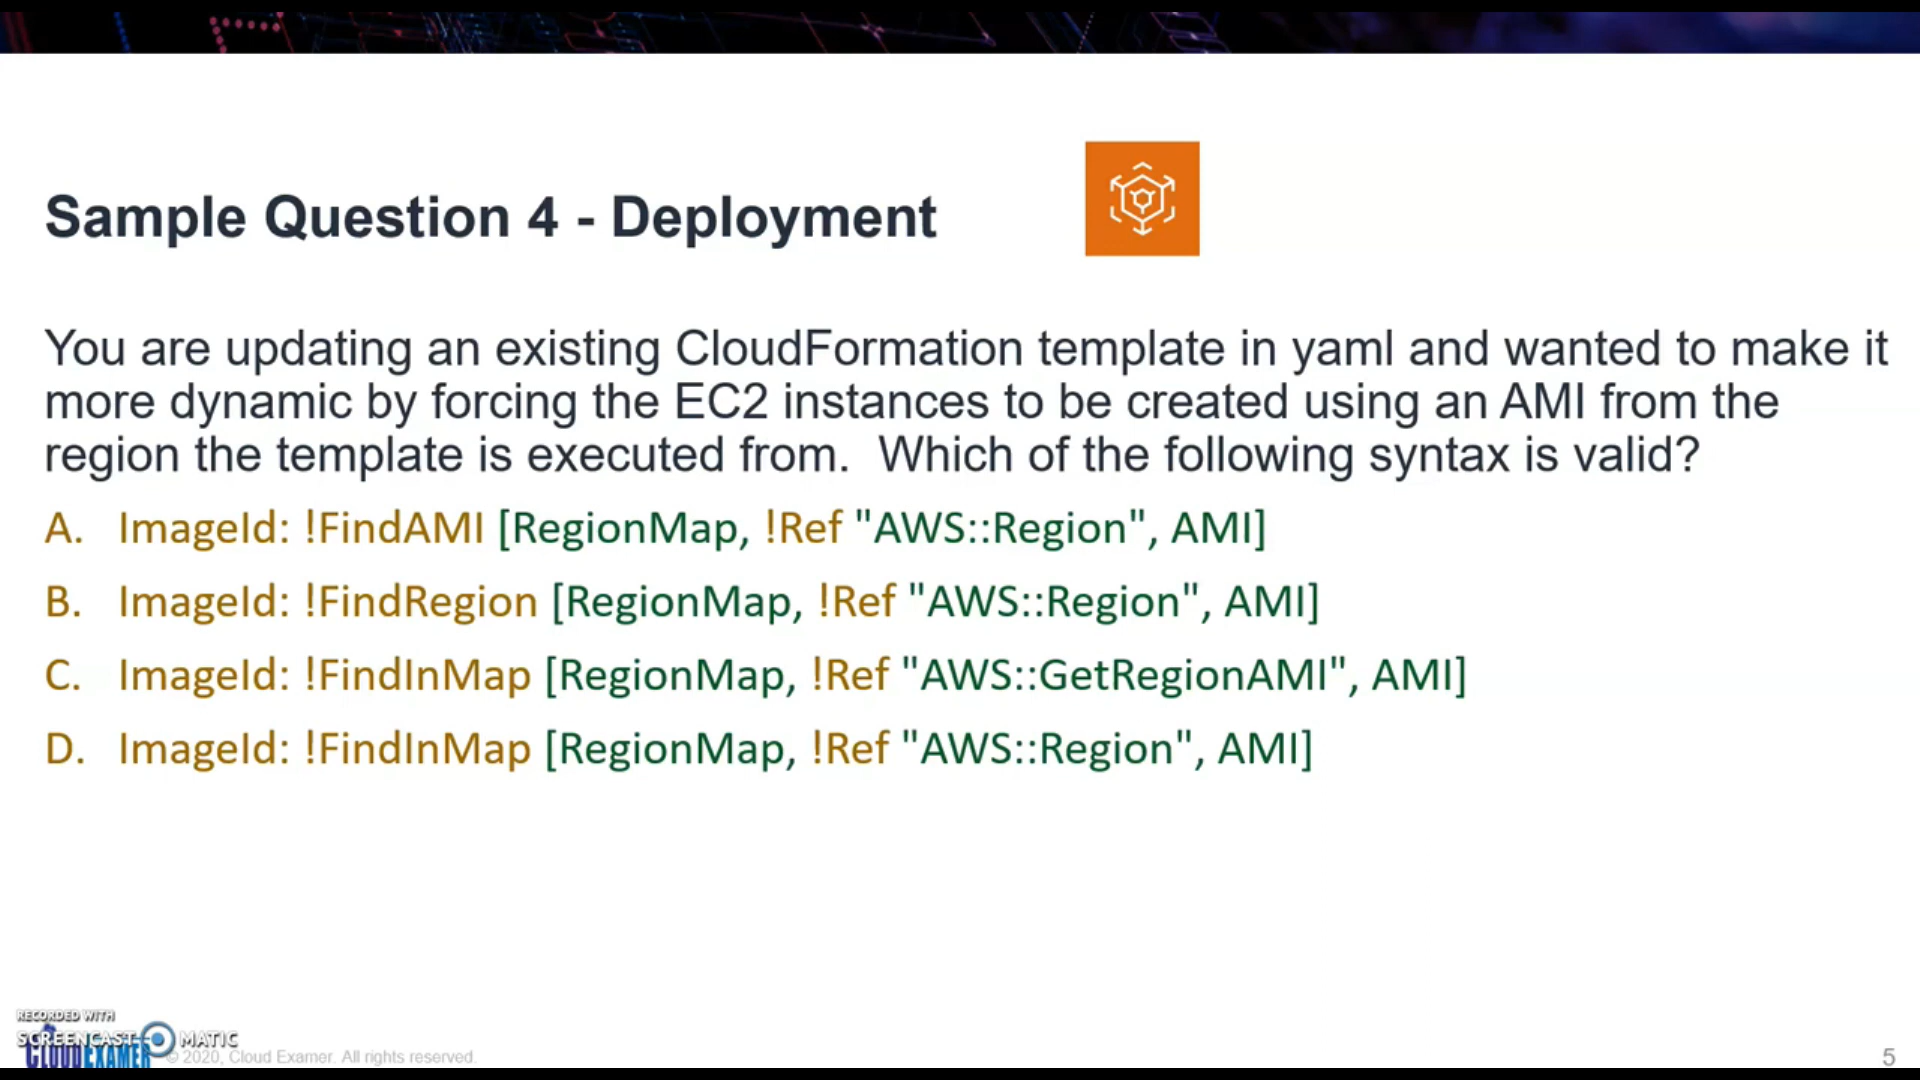 Sample Question 4 - Deployment
You are updating an existing CloudFormation template in yaml and wanted to make it
more dynamic by forcing the EC2 instances to be created using an AMI from the
region the template is executed from.  Which of the following syntax is valid?
A. ImageId: !FindAMI [RegionMap, !Ref "AWS::Region", AMI]
B. ImageId: !FindRegion [RegionMap, !Ref "AWS::Region", AMI]
C. ImageId: !FindInMap [RegionMap, !Ref "AWS::GetRegionAMI", AMI]
D. ImageId: !FindInMap [RegionMap, !Ref "AWS::Region", AMI]
RECORDED WITH
SCREENCAST MATIC
CLOUDEXAMER © 2020, Cloud Examer. All rights reserved.
5